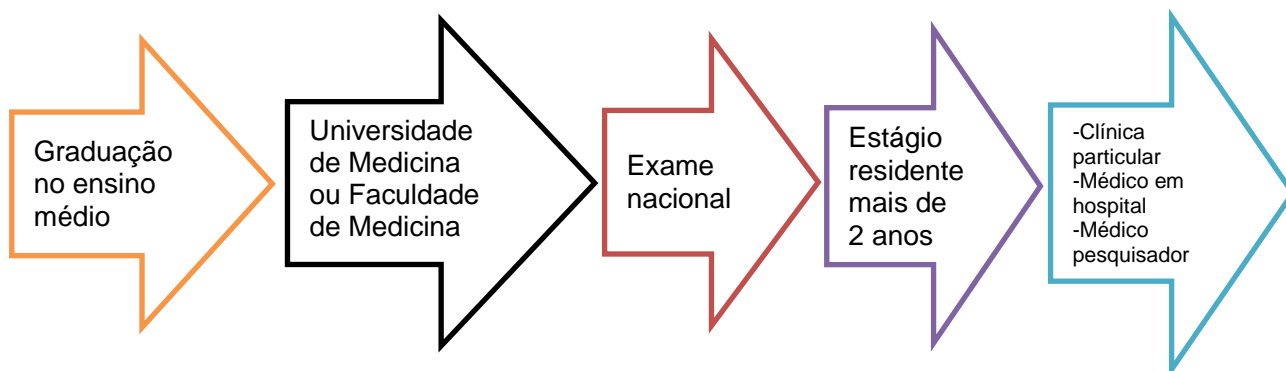 Graduação
no ensino
médio
Universidade
de Medicina
ou Faculdade
de Medicina
Exame
nacional
Estágio
residente
mais de
2 anos
-Clínica
particular
-Médico em
hospital
-Médico
pesquisador